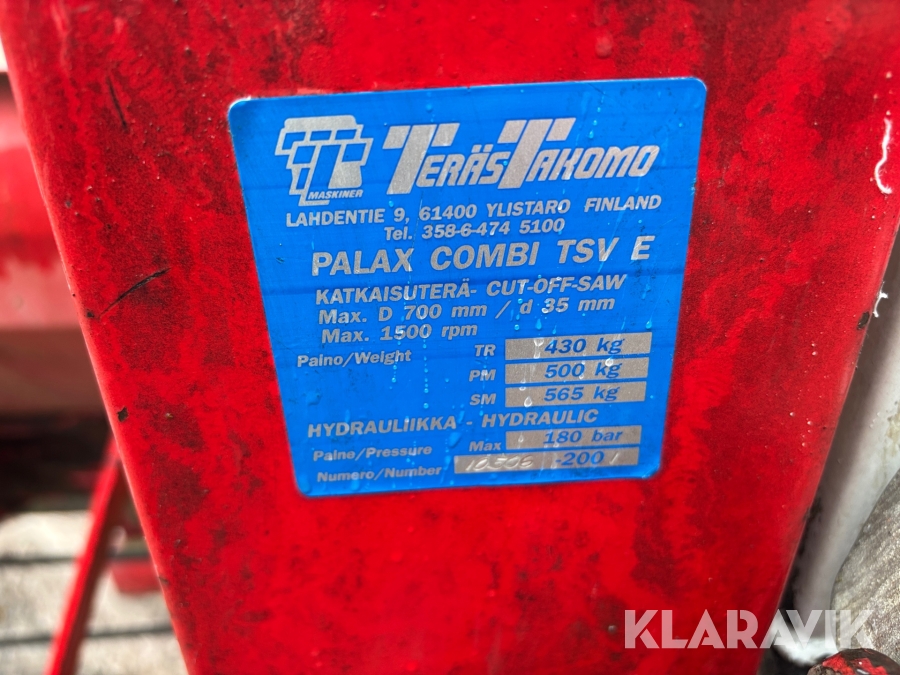 TT MASKINER TERÄSTAKOMO
LAHDENTIE 9, 61400 YLISTARO FINLAND
Tel. 358-6-474 5100
PALAX COMBI TSV E
KATKAISUTERÄ- CUT-OFF-SAW
Max. D 700 mm / d 35 mm
Max. 1500 rpm
Paino/Weight TR 430 kg
PM 500 kg
SM 565 kg
HYDRAULIIKKA - HYDRAULIC
Paine/Pressure Max 180 bar
Numero/Number 2001
KLARAVIK